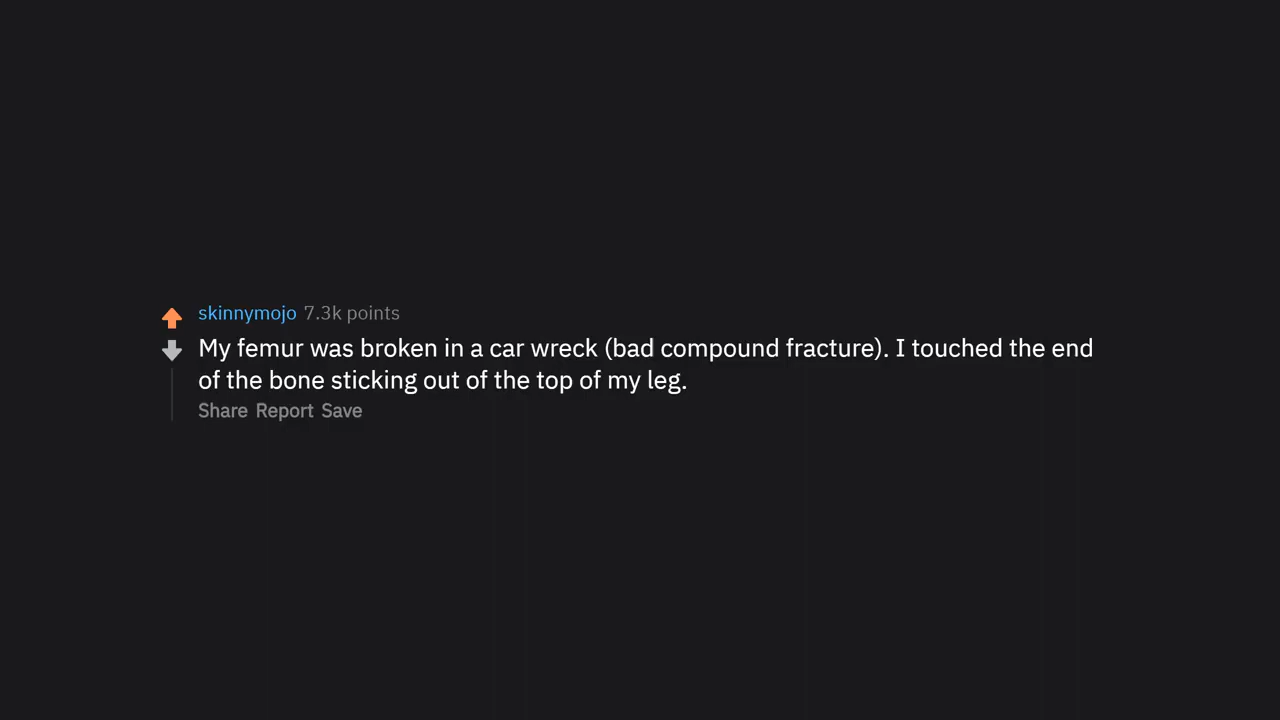 skinnymojo 7.3k points
My femur was broken in a car wreck (bad compound fracture). I touched the end
of the bone sticking out of the top of my leg.
Share Report Save